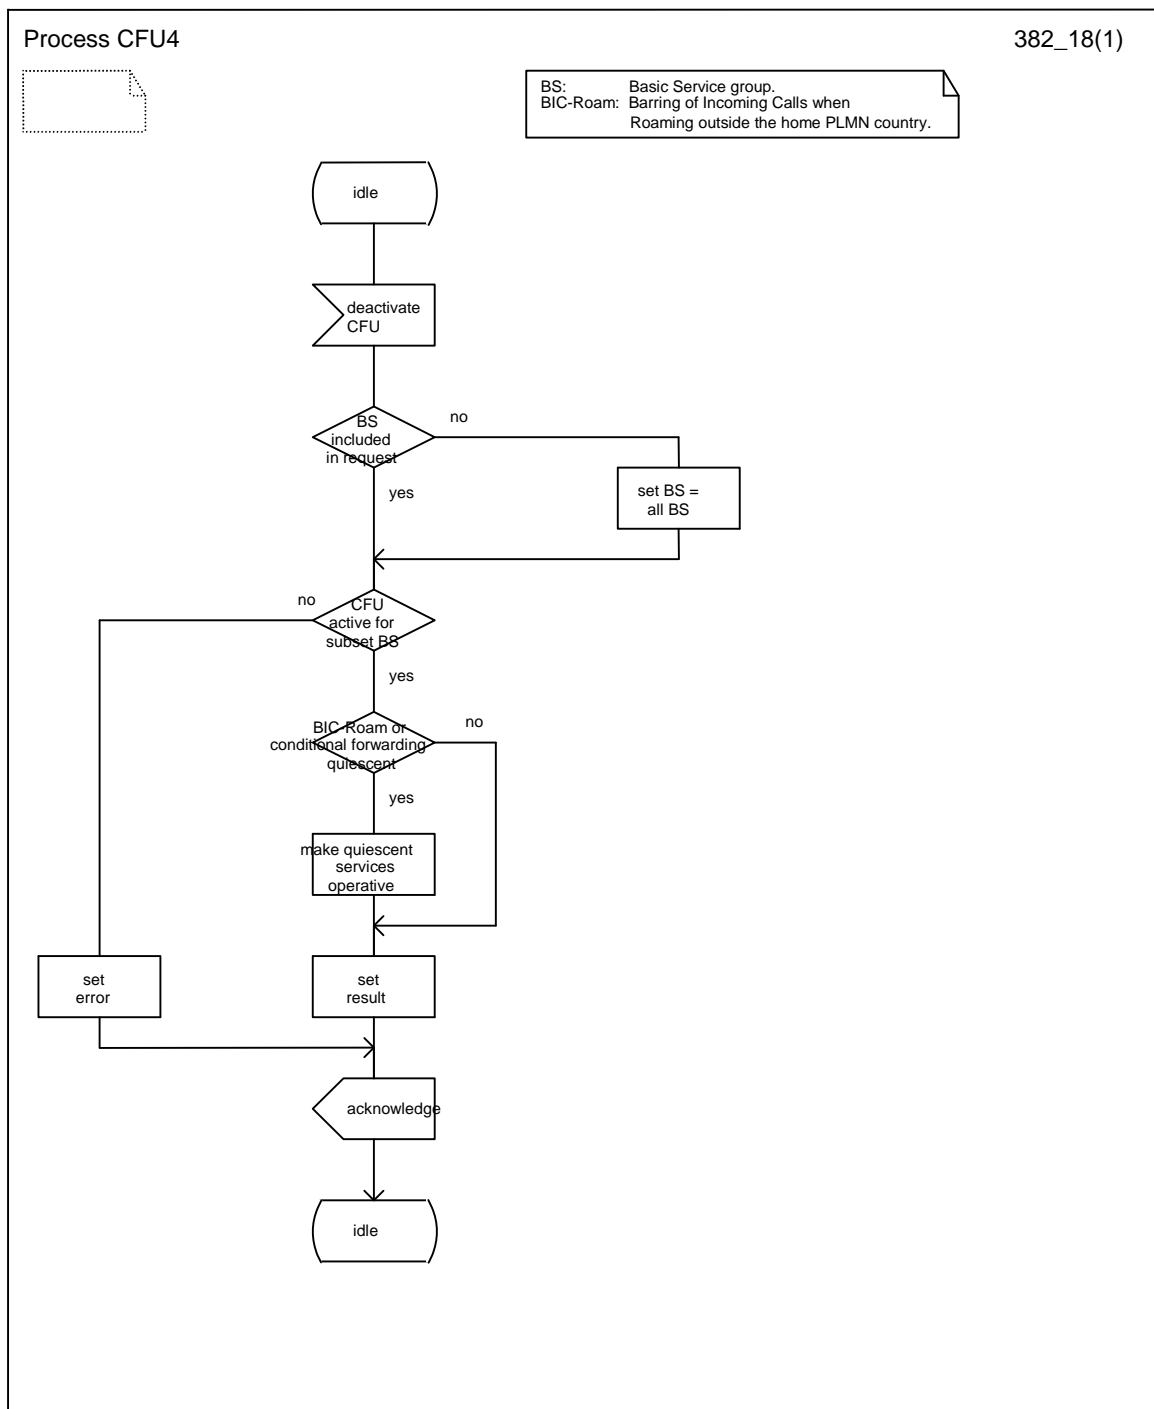 Process CFU4
382_18(1)
BS: Basic Service group.
BIC-Roam: Barring of Incoming Calls when
Roaming outside the home PLMN country.
idle
deactivate
CFU
BS
included
in request
no
yes
set BS =
all BS
no
CFU
active for
subset BS
yes
BIC-Roam or
conditional forwarding
quiescent
no
yes
make quiescent
services
operative
set
error
set
result
acknowledge
idle